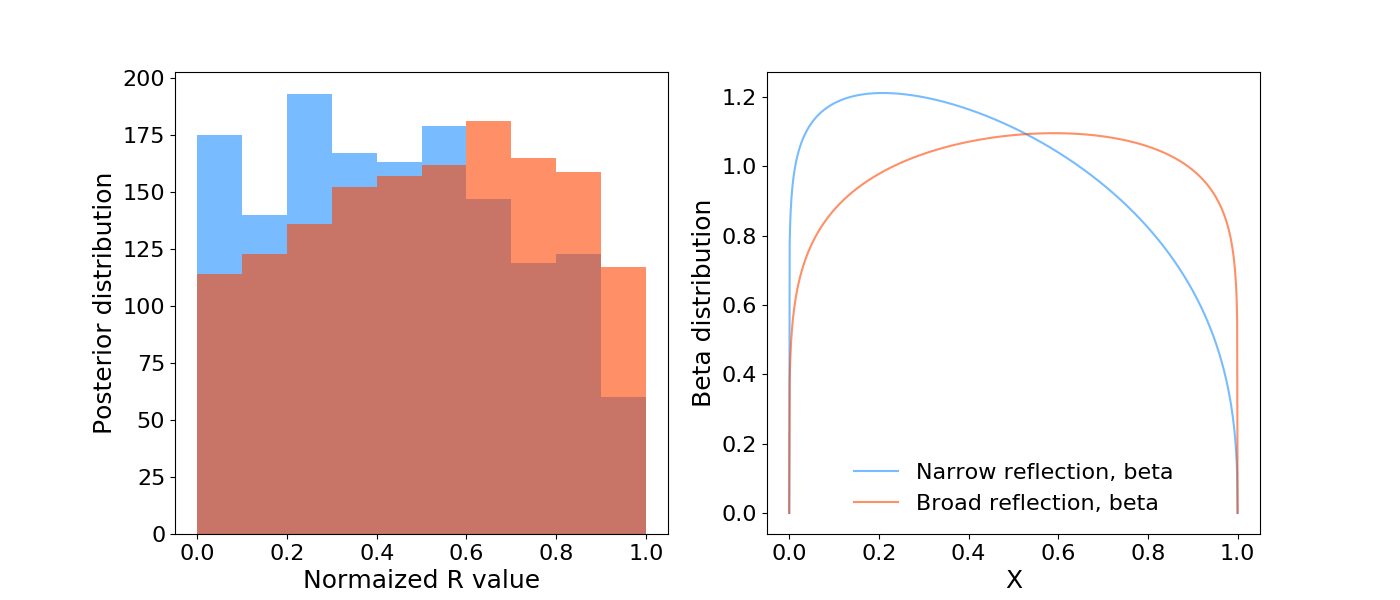 Posterior distribution
200
175
150
125
100
75
50
25
0
0.0 0.2 0.4 0.6 0.8 1.0
Normaized R value
Beta distribution
1.2
1.0
0.8
0.6
0.4
0.2
0.0
Narrow reflection, beta
Broad reflection, beta
0.0 0.2 0.4 0.6 0.8 1.0
X